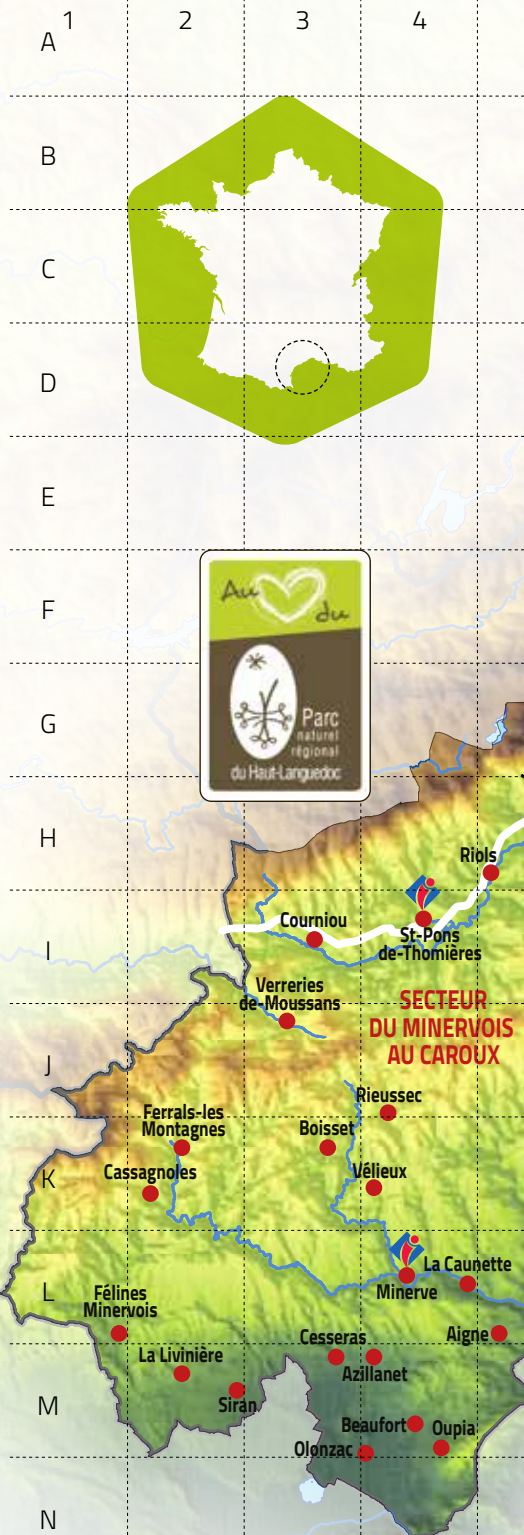 1 2 3 4
A
B
C
D
E
F
Au
du
G
Parc
naturel
régional
du Haut-Languedoc
H
Riols
Courniou
St-Pons
de-Thomières
I
Verreries
de-Moussans
SECTEUR
DU MINERVOIS
AU CAROUX
J
Rieussec
Ferrals-les
Montagnes
Boisset
K
Cassagnoles
Vélieux
La Caunette
Minerve
L
Félines
Minervois
Aigne
Cesseras
Azillanet
La Livinière
Siran
M
Beaufort
Oupia
Olonzac
N